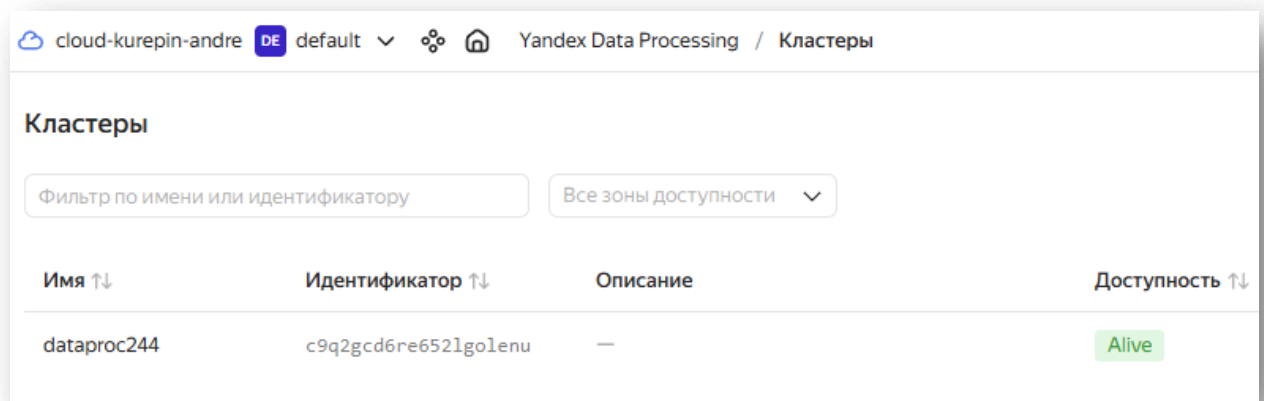 cloud-kurepin-andre DE default Yandex Data Processing / Кластеры
Кластеры
Фильтр по имени или идентификатору Все зоны доступности
Имя Идентификатор Описание Доступность
dataproc244 c9q2gcd6re652lgolenu — Alive